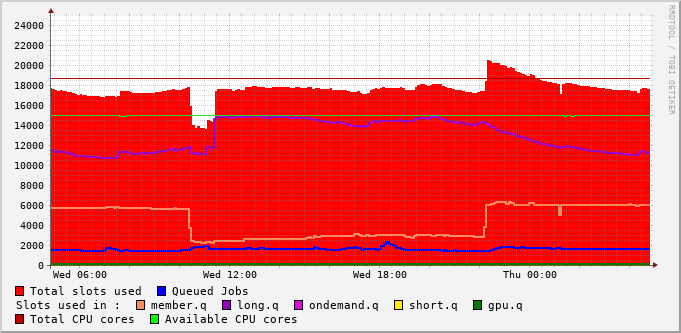 24000
22000
20000
18000
16000
14000
12000
10000
8000
6000
4000
2000
0
Wed 06:00 Wed 12:00 Wed 18:00 Thu 00:00
RRDTOOL / TOBI OETIKER
Total slots used Queued Jobs
Slots used in : member.q long.q ondemand.q short.q gpu.q
Total CPU cores Available CPU cores